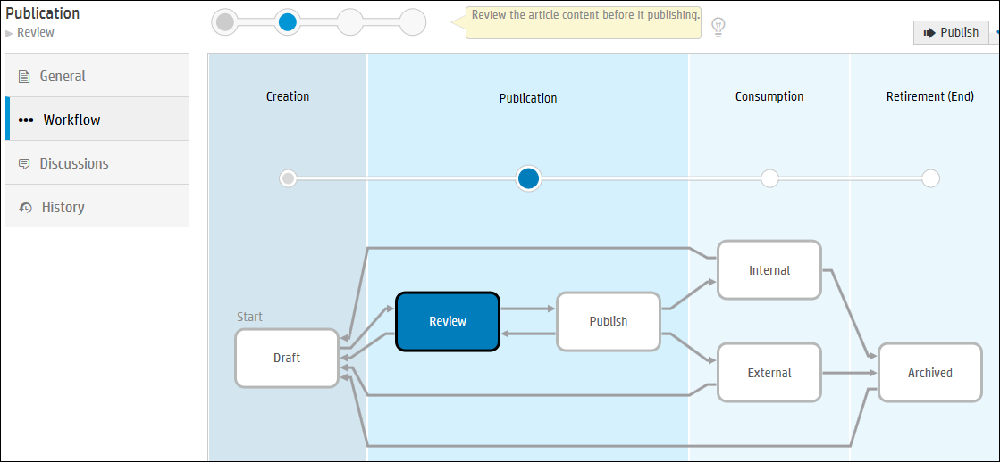 Publication
Review
Review the article content before it publishing.
Publish
General
Workflow
Discussions
History
Creation
Publication
Consumption
Retirement (End)
Internal
Start
Review
Publish
Draft
External
Archived